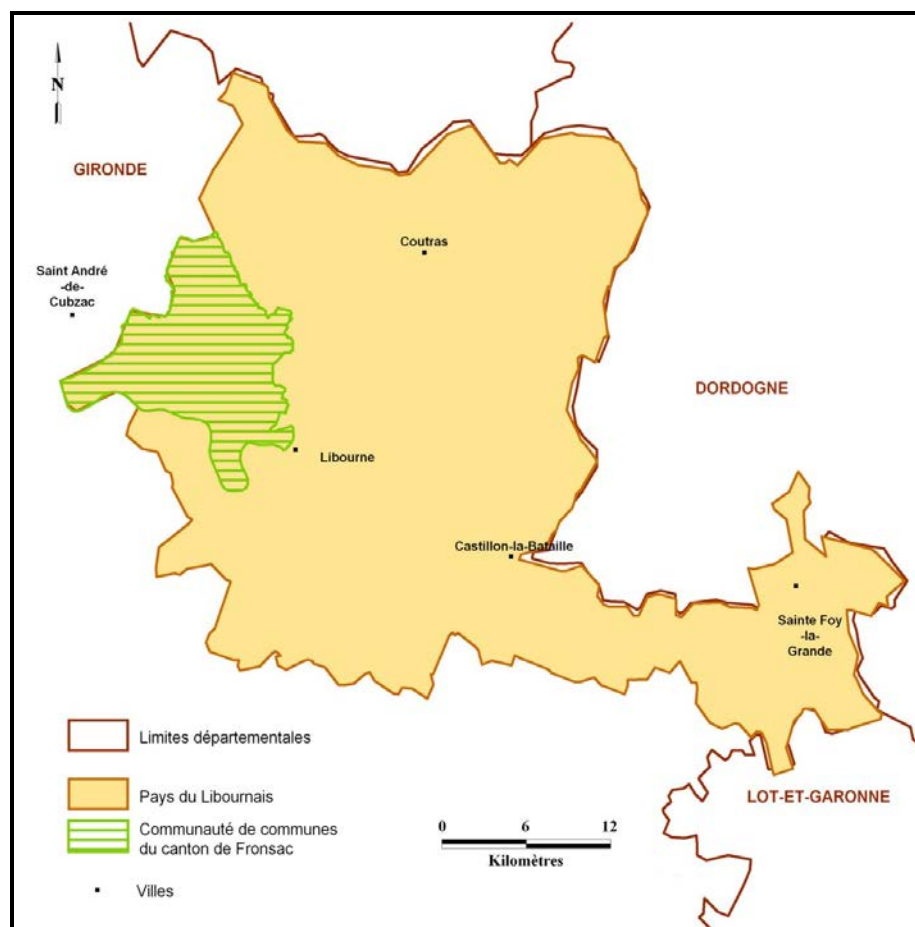 N
GIRONDE
Coutras
Saint André
-de-
Cubzac
DORDOGNE
Libourne
Castillon-la-Bataille
Sainte Foy
-la-
Grande
Limites départementales
Pays du Libournais
LOT-ET-GARONNE
Communauté de communes
du canton de Fronsac
0 6 12
Kilomètres
Villes